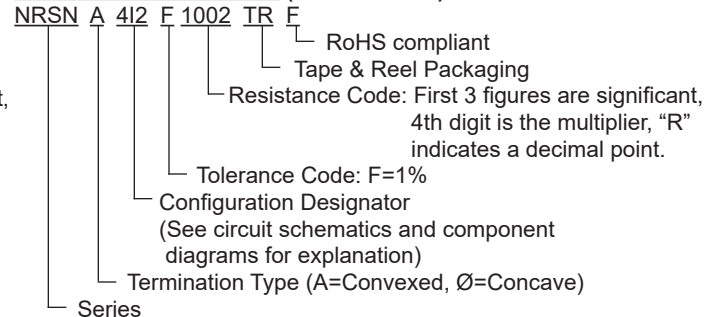 NRSN A 4I2 F 1002 TR F
RoHS compliant
Tape & Reel Packaging
t,
Resistance Code: First 3 figures are significant,
4th digit is the multiplier, “R”
indicates a decimal point.
Tolerance Code: F=1%
Configuration Designator
(See circuit schematics and component
diagrams for explanation)
Termination Type (A=Convexed, Ø=Concave)
Series